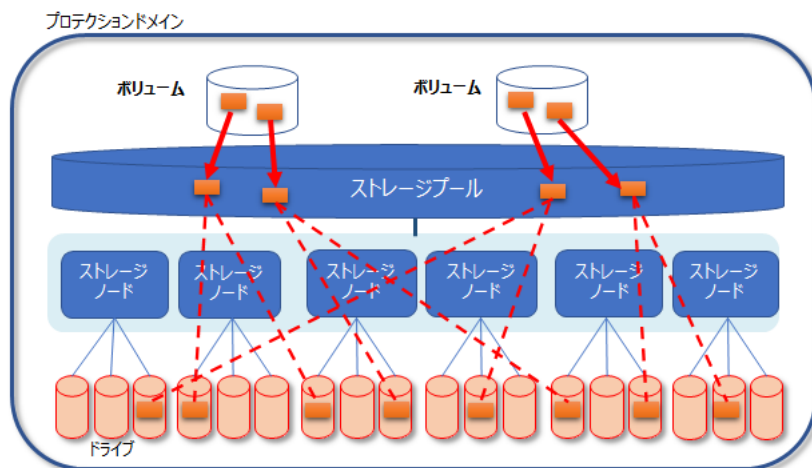 プロテクションドメイン
ボリューム
ボリューム
ストレージプール
ストレージ
ノード
ストレージ
ノード
ストレージ
ノード
ストレージ
ノード
ストレージ
ノード
ストレージ
ノード
ドライブ